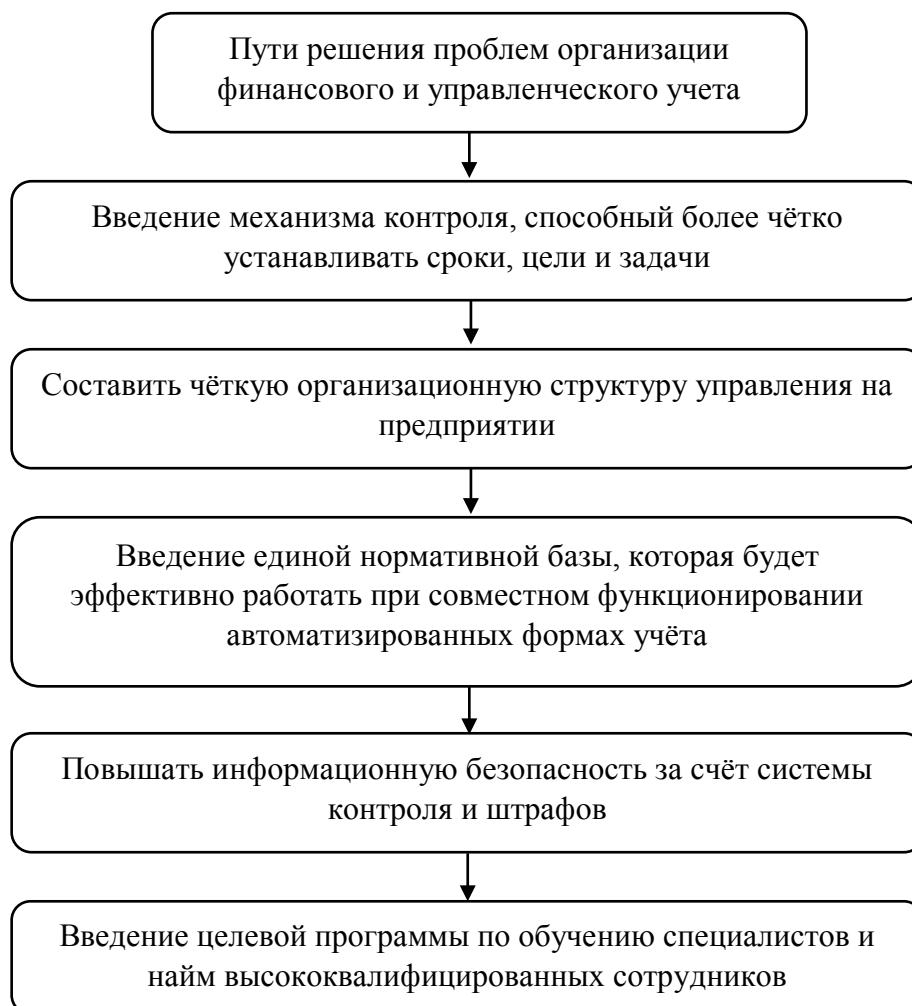 Пути решения проблем организации
финансового и управленческого учета
Введение механизма контроля, способный более чётко
устанавливать сроки, цели и задачи
Составить чёткую организационную структуру управления на
предприятии
Введение единой нормативной базы, которая будет
эффективно работать при совместном функционировании
автоматизированных формах учёта
Повышать информационную безопасность за счёт системы
контроля и штрафов
Введение целевой программы по обучению специалистов и
найм высококвалифицированных сотрудников